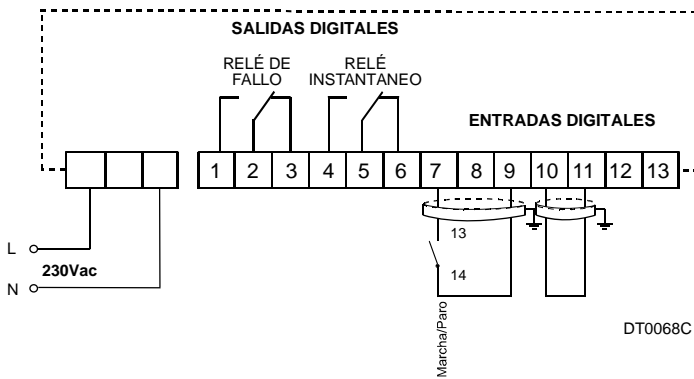 SALIDAS DIGITALES
RELÉ DE
FALLO
RELÉ
INSTANTANEO
ENTRADAS DIGITALES
1 2 3 4 5 6 7 8 9 10 11 12 13
13
14
L
230Vac
N
Marcha/Paro
DT0068C